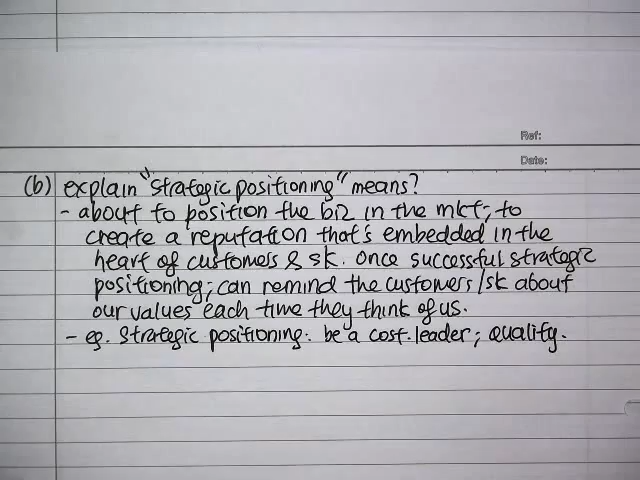 Ref:
Date:
(b) explain "strategic positioning" means?
- about to position the biz in the mkt; to
create a reputation that's embedded in the
heart of customers & sk. Once successful strategic
positioning; can remind the customers/sk about
our values each time they think of us.
- eg. Strategic positioning: be a cost-leader; quality.